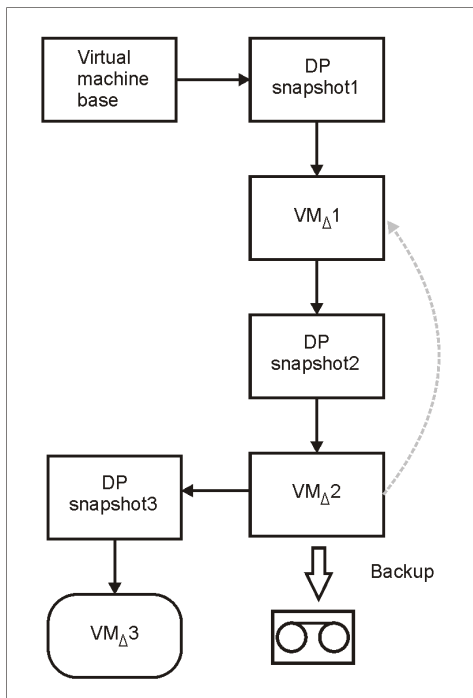 Virtual
machine
base
DP
snapshot1
VMΔ1
DP
snapshot2
DP
snapshot3
VMΔ2
Backup
VMΔ3